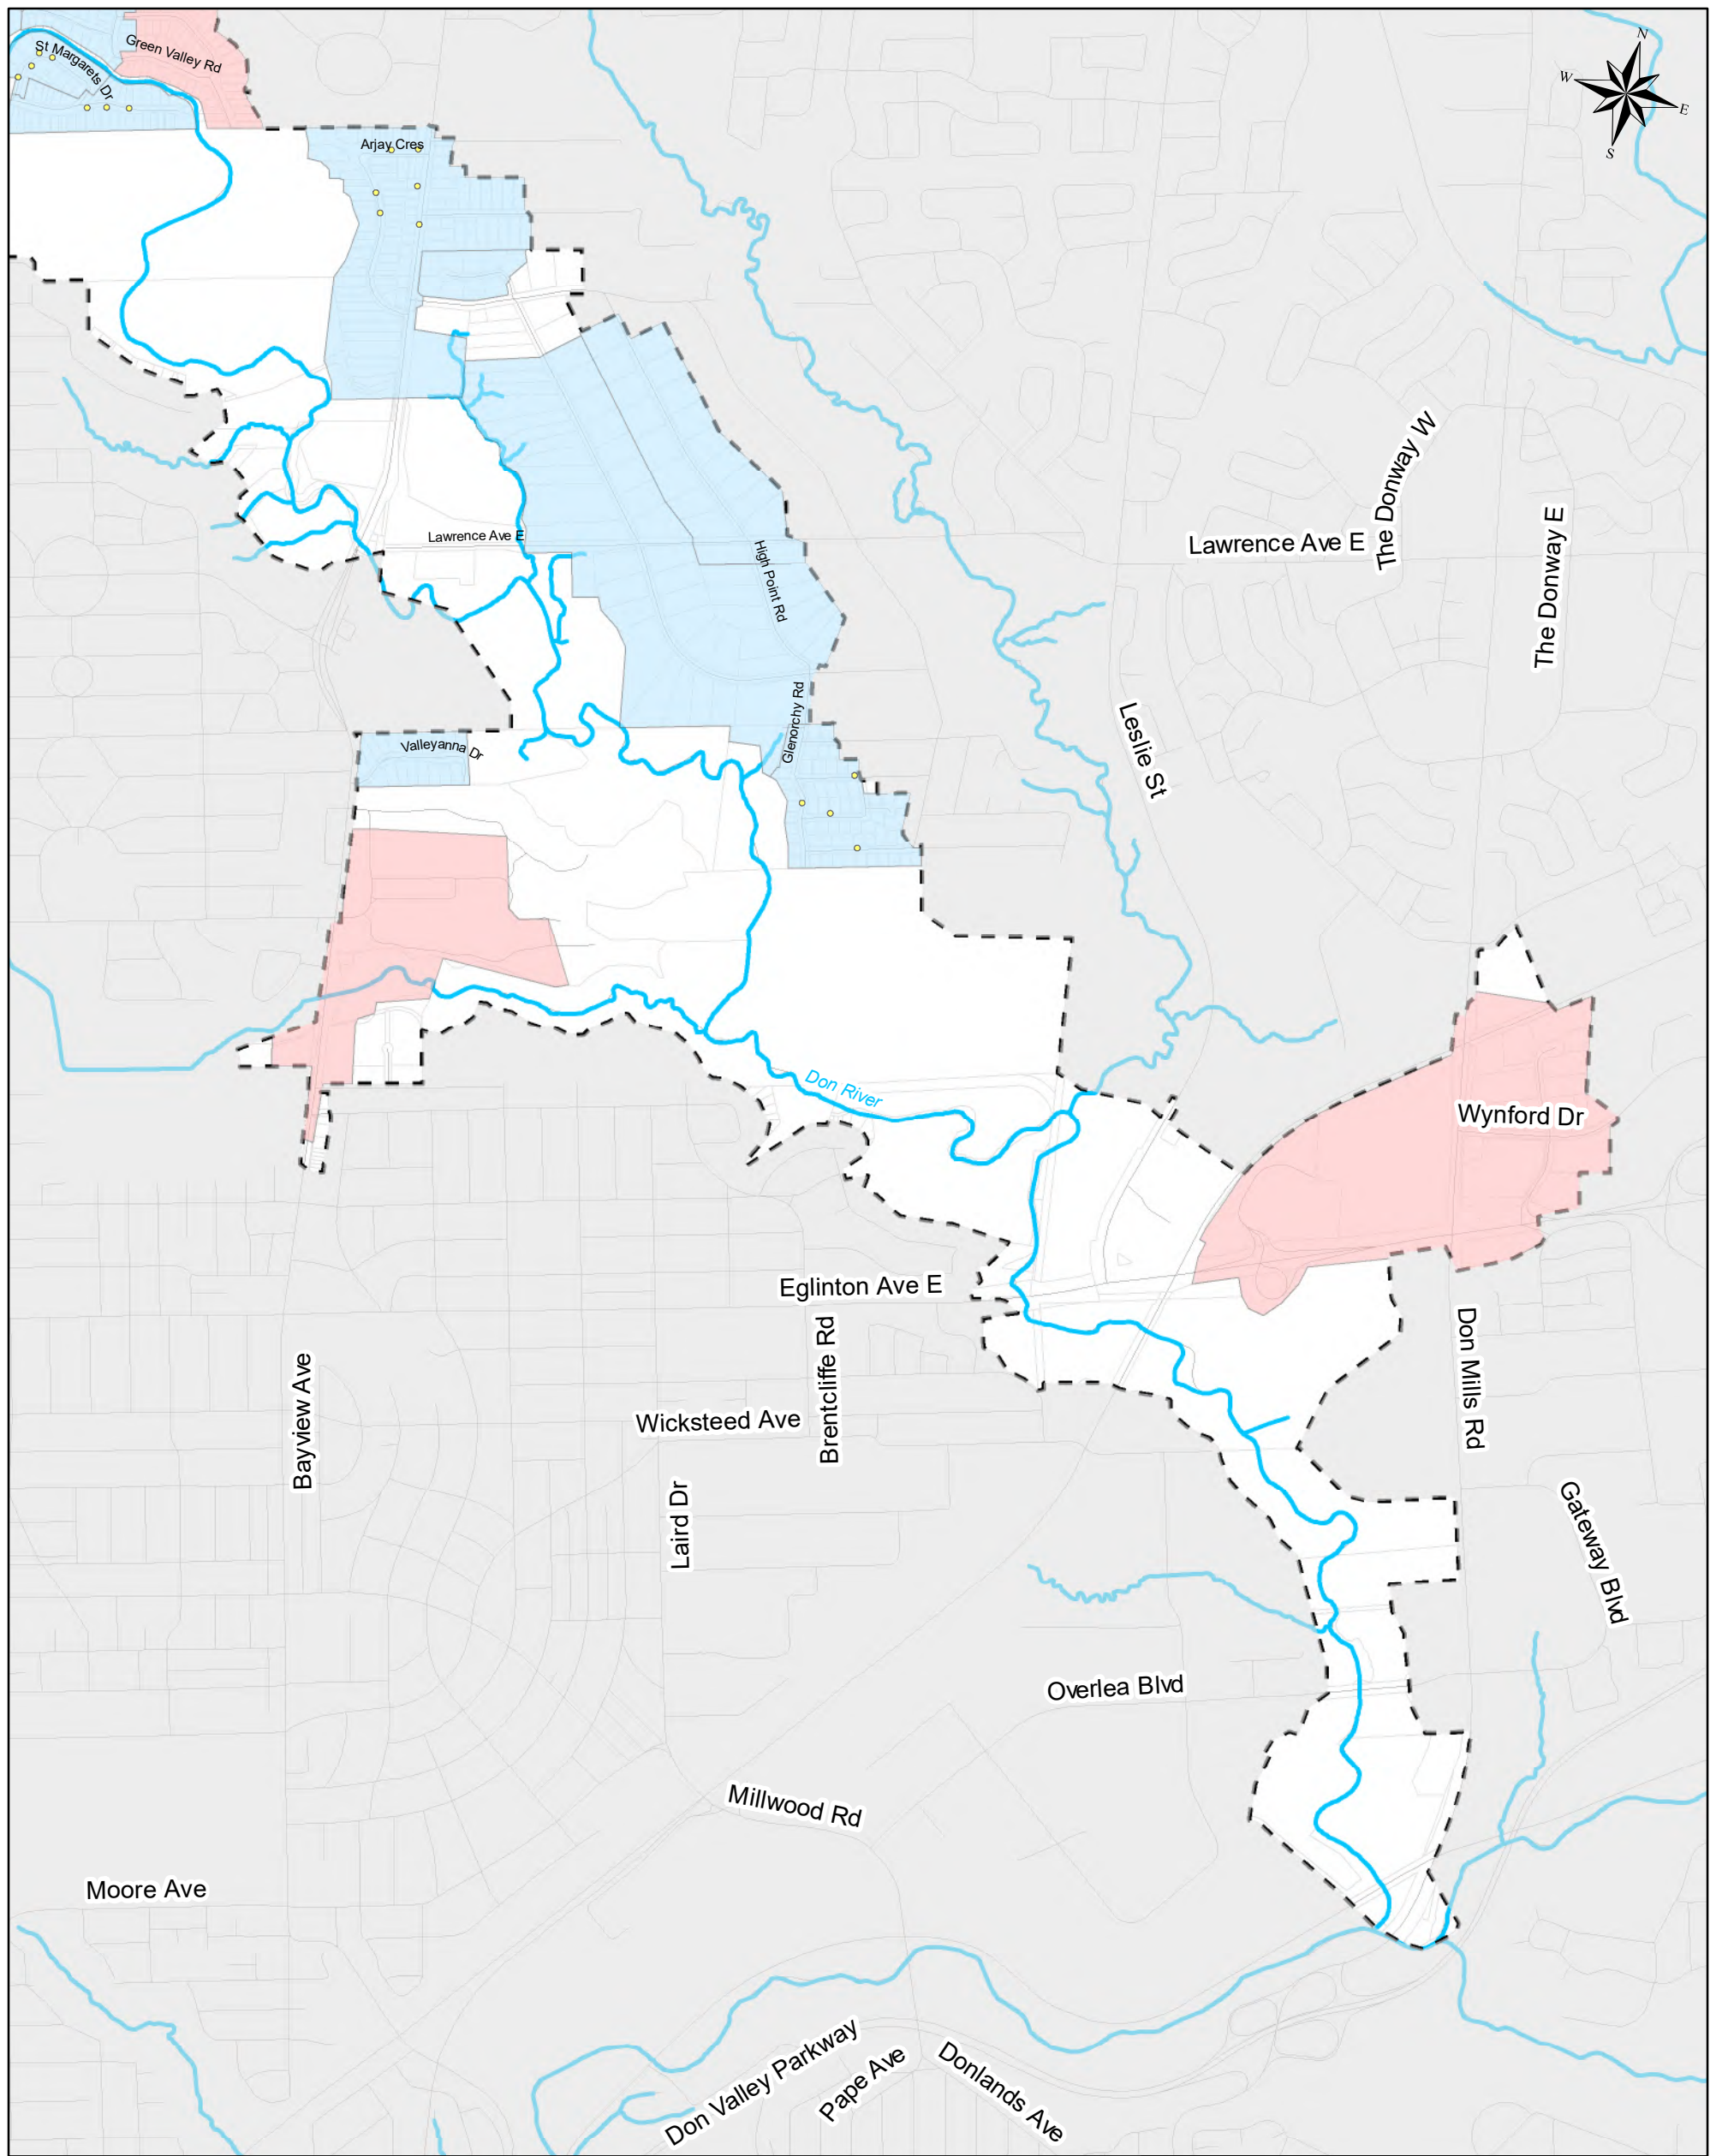 St Margarets Dr
Green Valley Rd
N
W
E
S
Arjay Cres
Lawrence Ave E
High Point Rd
Lawrence Ave E
The Donway W
The Donway E
Glenorchy Rd
Valleyanna Dr
Leslie St
Don River
Wynford Dr
Eglinton Ave E
Brentcliffe Rd
Don Mills Rd
Bayview Ave
Wicksteed Ave
Laird Dr
Gateway Blvd
Overlea Blvd
Millwood Rd
Moore Ave
Don Valley Parkway
Pape Ave
Donlands Ave